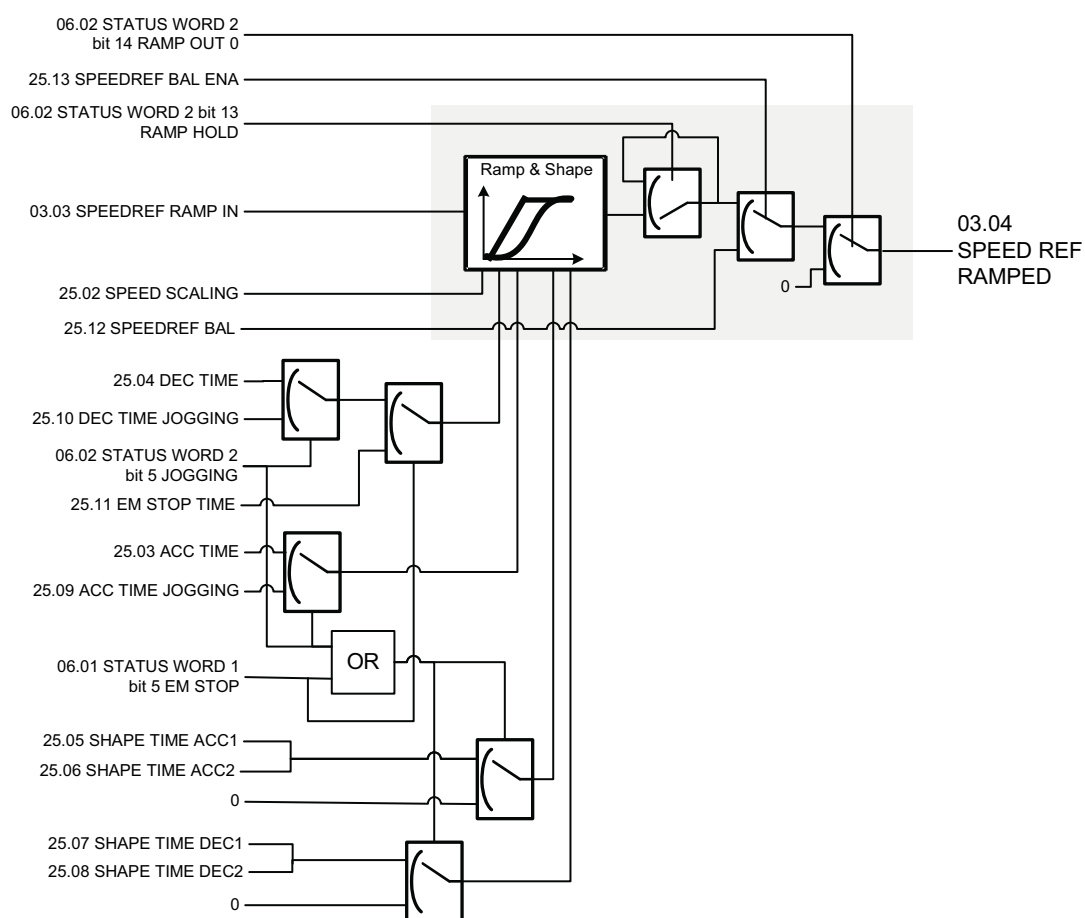 06.02 STATUS WORD 2
bit 14 RAMP OUT 0
25.13 SPEEDREF BAL ENA
06.02 STATUS WORD 2 bit 13
RAMP HOLD
Ramp & Shape
03.03 SPEEDREF RAMP IN
03.04
SPEED REF
RAMPED
0
25.02 SPEED SCALING
25.12 SPEEDREF BAL
25.04 DEC TIME
25.10 DEC TIME JOGGING
06.02 STATUS WORD 2
bit 5 JOGGING
25.11 EM STOP TIME
25.03 ACC TIME
25.09 ACC TIME JOGGING
OR
06.01 STATUS WORD 1
bit 5 EM STOP
25.05 SHAPE TIME ACC1
25.06 SHAPE TIME ACC2
0
25.07 SHAPE TIME DEC1
25.08 SHAPE TIME DEC2
0